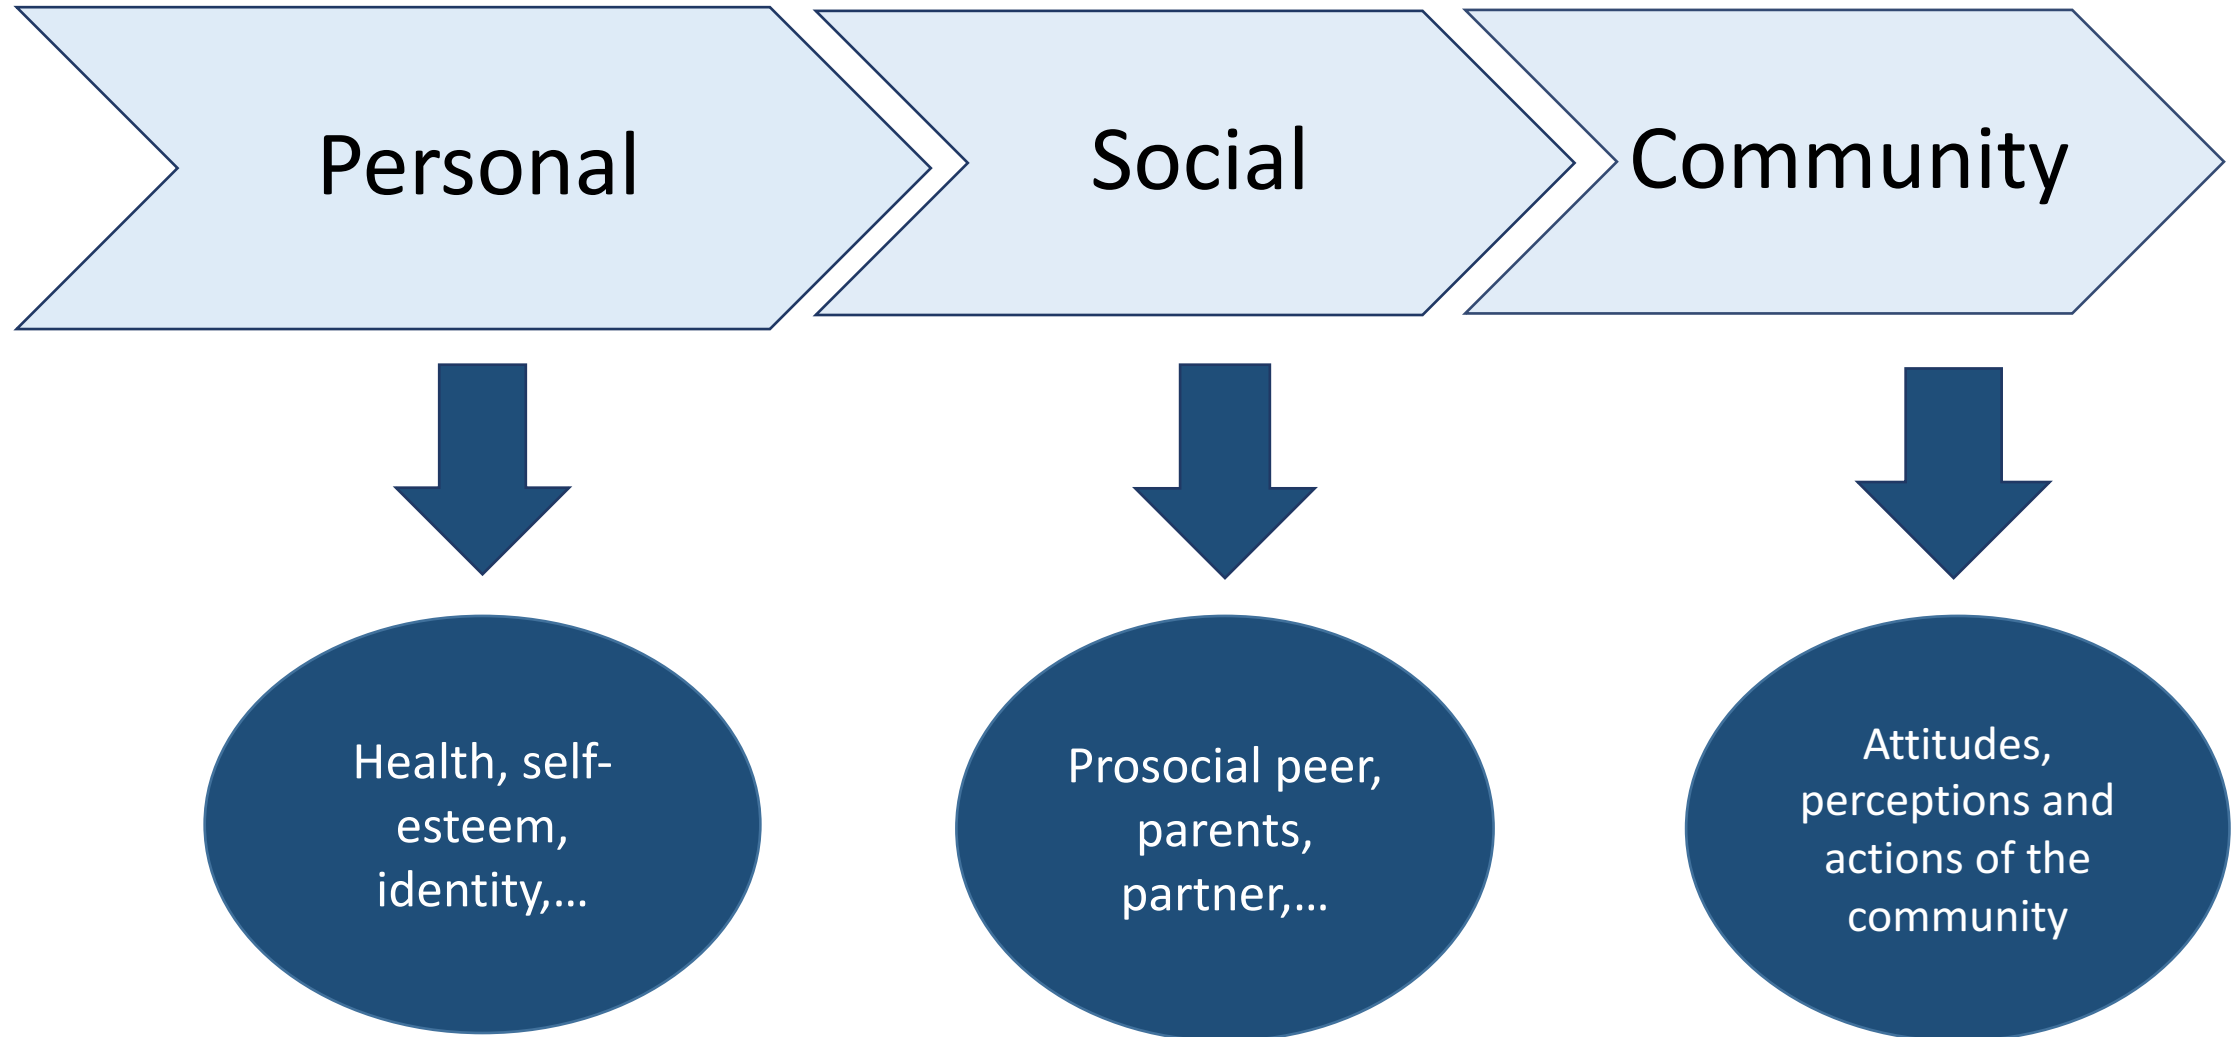 Personal
Social
Community
Health, self-
esteem,
identity,...
Prosocial peer,
parents,
partner,...
Attitudes,
perceptions and
actions of the
community